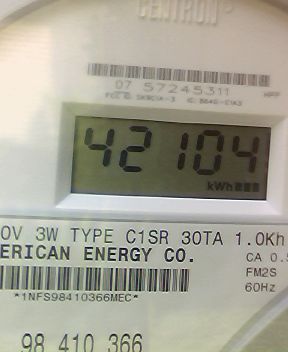 CENTRON®
07 57245311
42104
kWh
0V 3W TYPE C1SR 30TA 1.0Kh
ERICAN ENERGY CO.
CA 0.5
*1NFS98410366MEC*
FM2S
60Hz
98 410 366